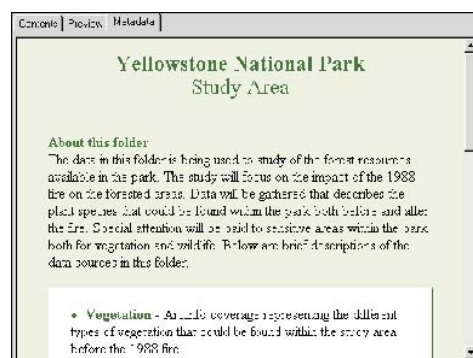 Contents Preview Metadata
Yellowstone National Park
Study Area
About this folder
The data in this folder is being used to study of the forest resources
available in the park. The study will focus on the impact of the 1988
fire on the forested areas. Data will be gathered that describes the
plant species that could be found within the park both before and after
the fire. Special attention will be paid to sensitive areas within the park
both for vegetation and wildlife. Below are brief descriptions of the
data sources in this folder.
• Vegetation - ArcInfo coverage representing the different
types of vegetation that could be found within the study area
before the 1988 fire